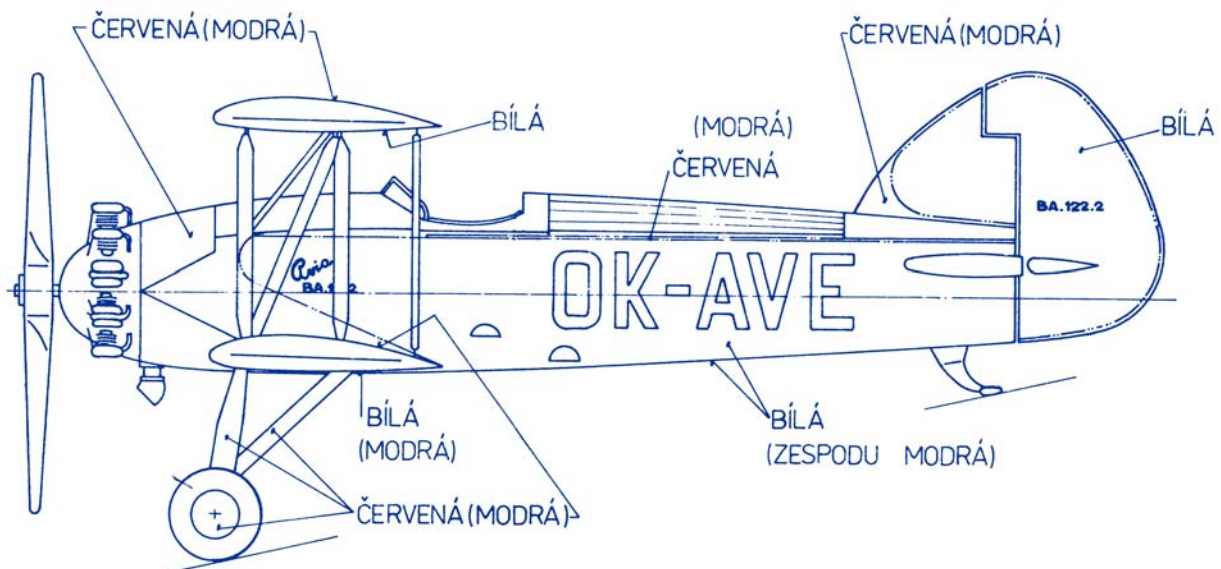 ČERVENÁ(MODRÁ)
ČERVENÁ(MODRÁ)
BÍLÁ
(MODRÁ)
ČERVENÁ
BÍLÁ
BA.122.2
Avia
OK-AVE
BÍLÁ
(MODRÁ)
BÍLÁ
(ZESPODU MODRÁ)
ČERVENÁ(MODRÁ)